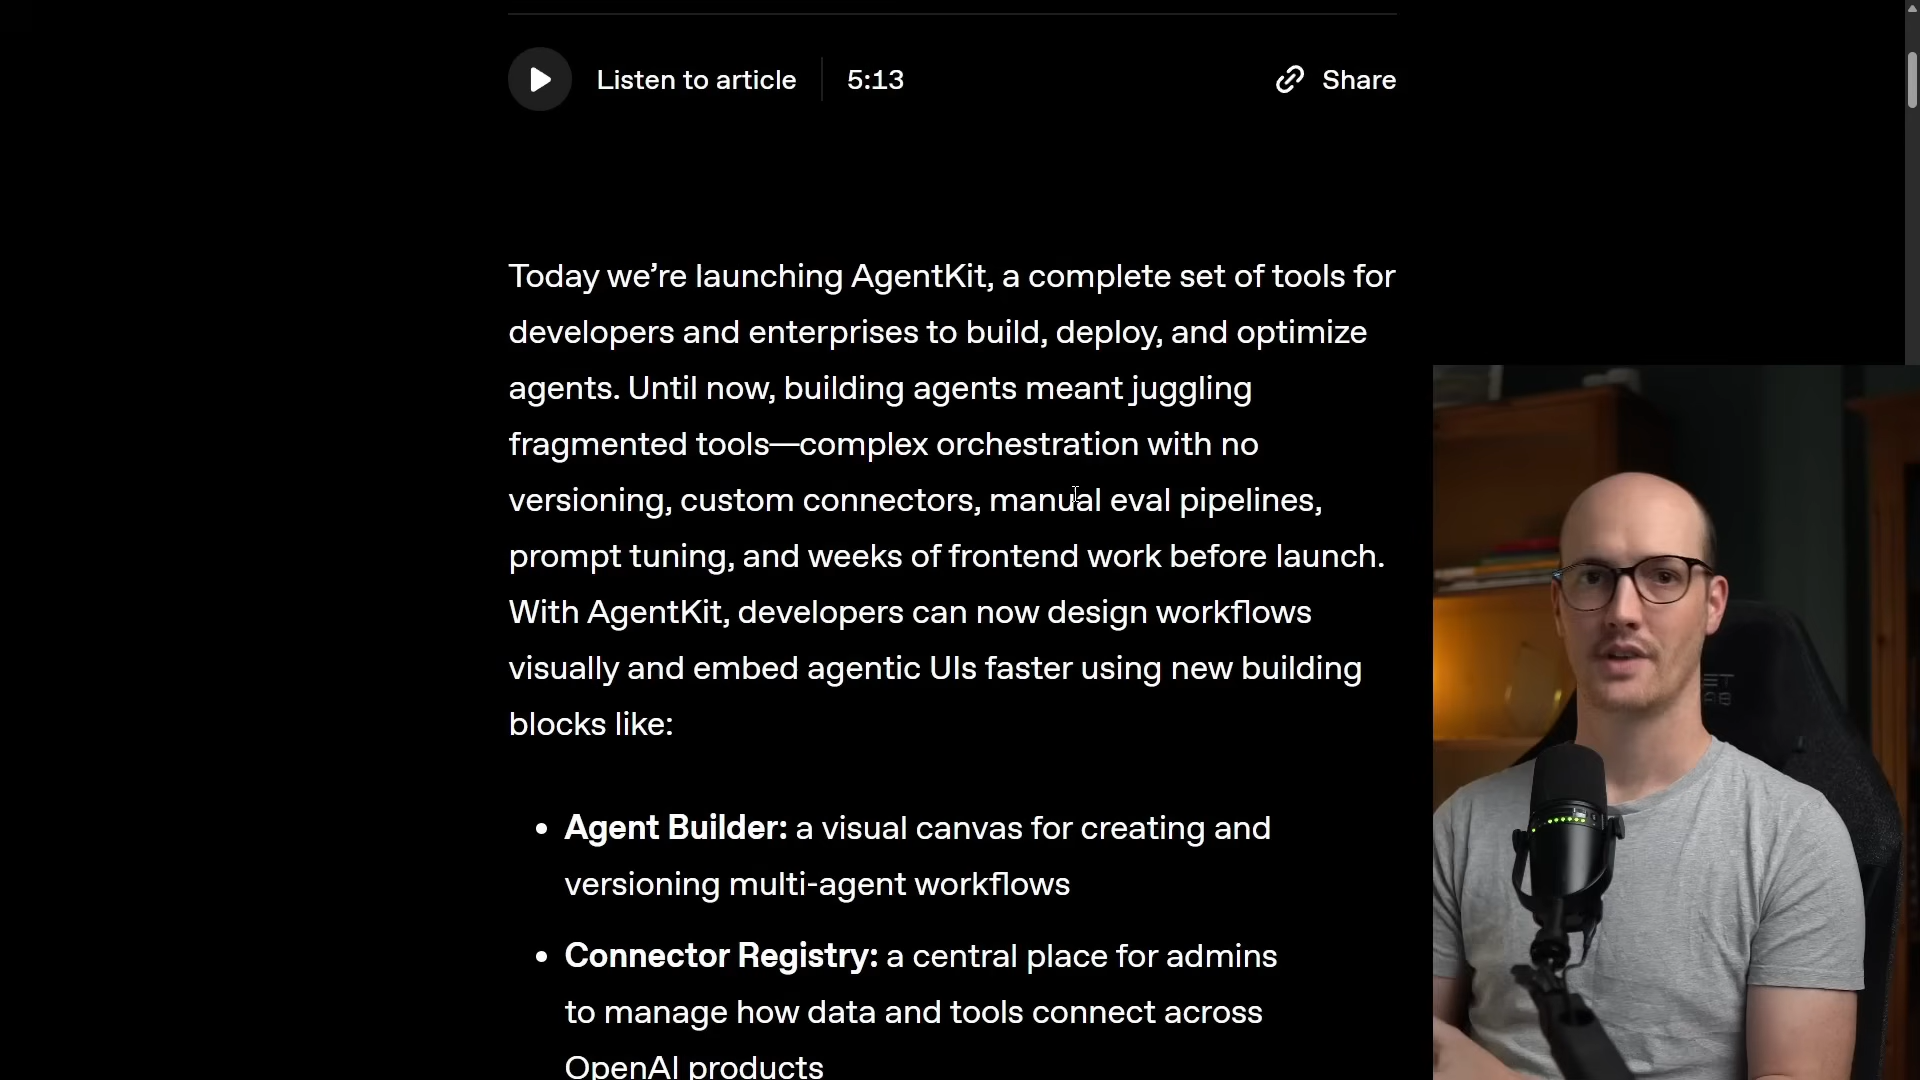 Listen to article
5:13
Share
Today we're launching AgentKit, a complete set of tools for
developers and enterprises to build, deploy, and optimize
agents. Until now, building agents meant juggling
fragmented tools—complex orchestration with no
versioning, custom connectors, manual eval pipelines,
prompt tuning, and weeks of frontend work before launch.
With AgentKit, developers can now design workflows
visually and embed agentic UIs faster using new building
blocks like:
• Agent Builder: a visual canvas for creating and
versioning multi-agent workflows
• Connector Registry: a central place for admins
to manage how data and tools connect across
OpenAI products